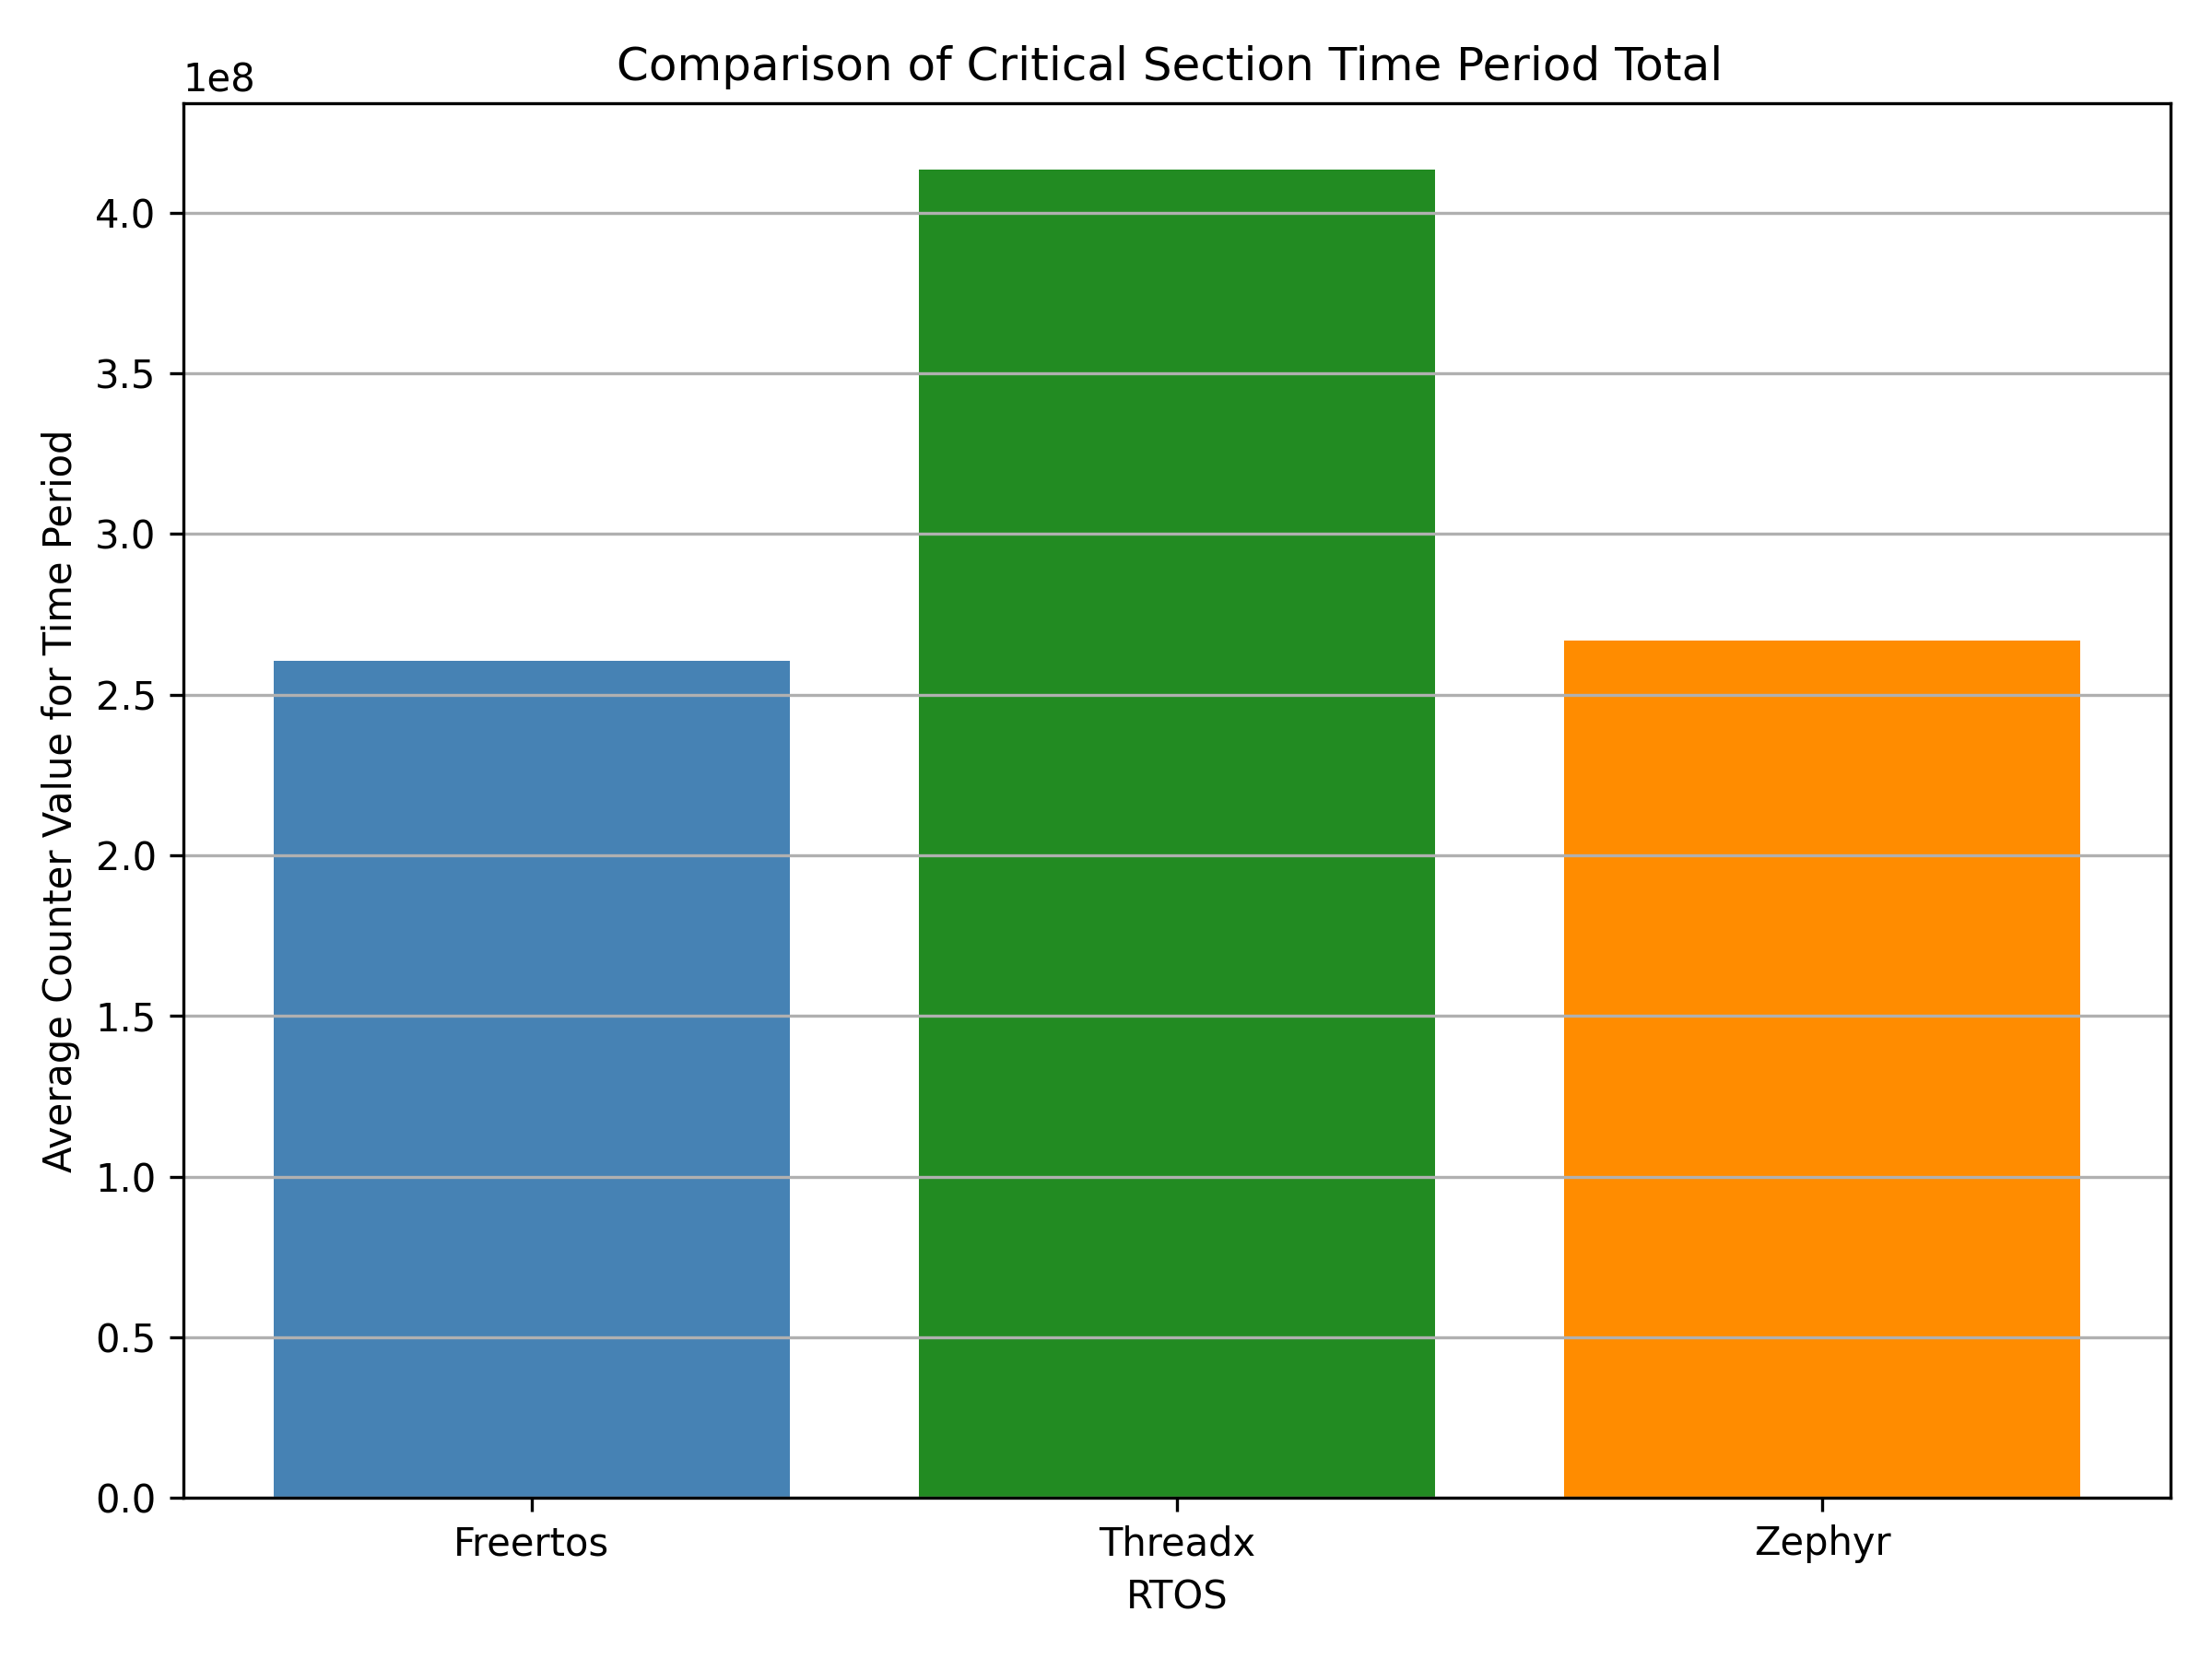 Comparison of Critical Section Time Period Total
1e8
Average Counter Value for Time Period
4.0
3.5
3.0
2.5
2.0
1.5
1.0
0.5
0.0
Freertos
Threadx
Zephyr
RTOS